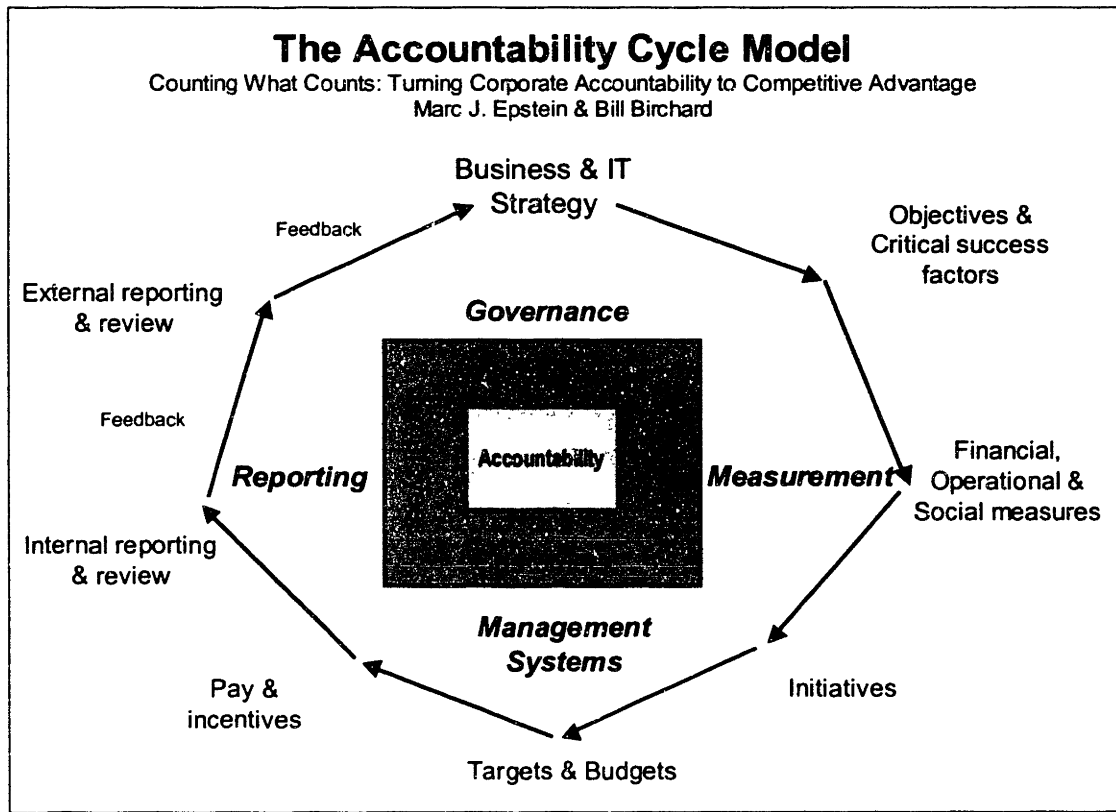 The Accountability Cycle Model
Counting What Counts: Turning Corporate Accountability to Competitive Advantage
Marc J. Epstein & Bill Birchard
Business & IT
Strategy
Feedback
Objectives &
Critical success
factors
External reporting
& review
Governance
Feedback
Accountability
Reporting
Measurement
Financial,
Operational &
Social measures
Internal reporting
& review
Management
Systems
Pay &
incentives
Initiatives
Targets & Budgets